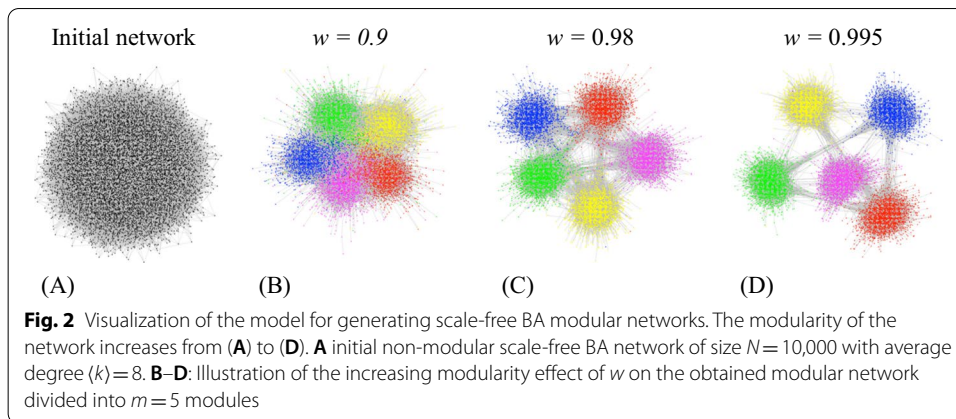 Initial network w = 0.9 w = 0.98 w = 0.995
(A) (B) (C) (D)
Fig. 2 Visualization of the model for generating scale-free BA modular networks. The modularity of the
network increases from (A) to (D). A initial non-modular scale-free BA network of size N = 10,000 with average
degree ⟨k⟩ = 8. B–D: Illustration of the increasing modularity effect of w on the obtained modular network
divided into m = 5 modules